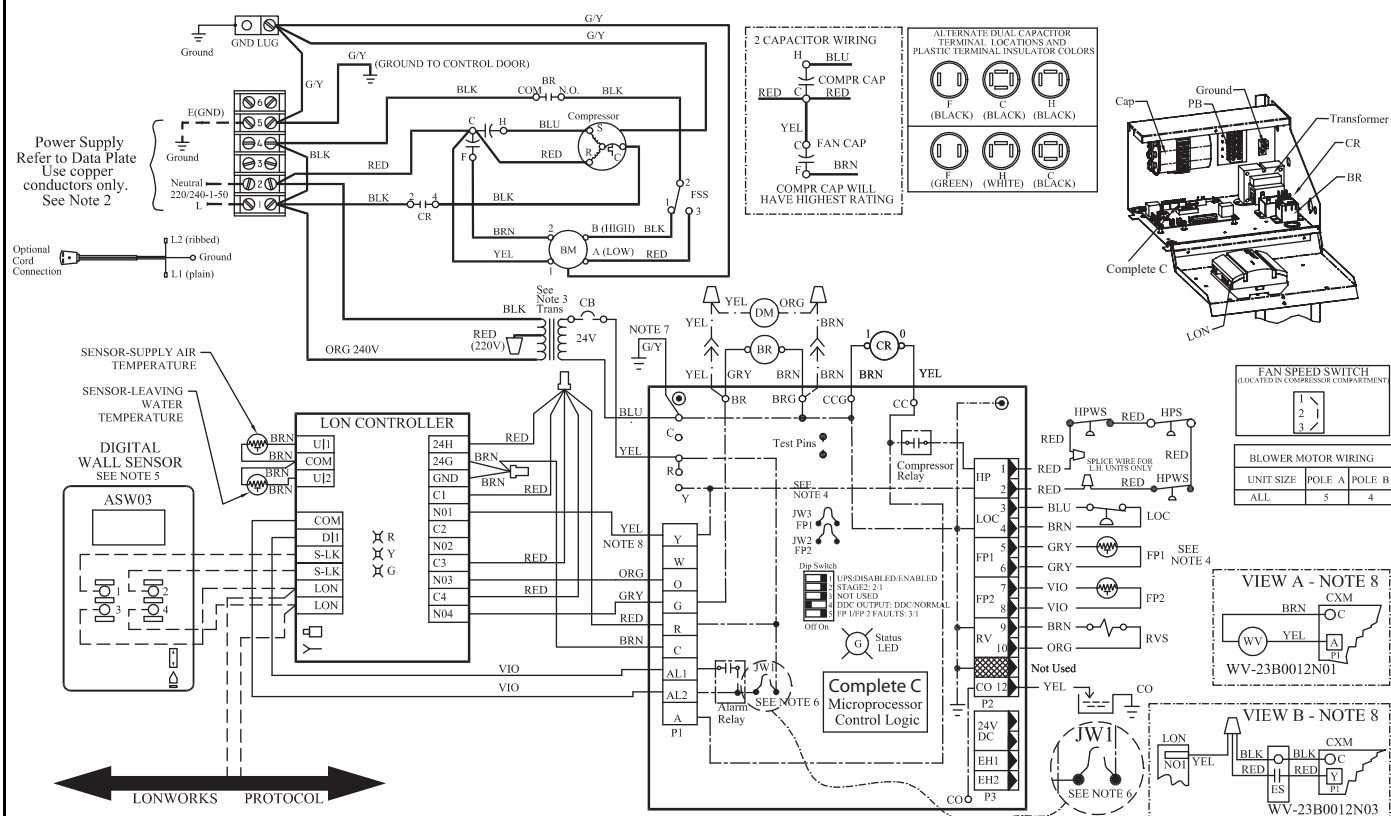 GND LUG
Ground
G/Y
G/Y
G/Y
(GROUND TO CONTROL DOOR)
G/Y
E(GND)
6
5
4
3
2
1
Ground
Power Supply
Refer to Data Plate
Use copper
conductors only.
See Note 2
Neutral
220/240-1-50
L
BLK
RED
BLK
BLK
BR
COM
N.O.
BLK
C
H
F
BLU
RED
Compressor
S
R
C
2
4
CR
BLK
2
1
3
FSS
BRN
YEL
2
1
BM
B (HIGH)
BLK
A (LOW)
RED
Optional
Cord
Connection
L2 (ribbed)
Ground
L1 (plain)
2 CAPACITOR WIRING
H
BLU
COMPR CAP
RED
C
RED
YEL
C
FAN CAP
F
BRN
COMPR CAP WILL
HAVE HIGHEST RATING
ALTERNATE DUAL CAPACITOR
TERMINAL LOCATIONS AND
PLASTIC TERMINAL INSULATOR COLORS
F
C
H
(BLACK)
(BLACK)
(BLACK)
F
H
C
(GREEN)
(WHITE)
(BLACK)
Cap
PB
Ground
Transformer
CR
BR
Complete C
LON
BLK
See
Note 3
Trans
CB
RED
(220V)
24V
ORG 240V
NOTE 7
G/Y
YEL
DM
ORG
YEL
BRN
BR
YEL
GRY
BRN
BRN
1
CR
0
BRN
YEL
BR
BRG
CCG
CC
BLU
YEL
C
R
Y
Test Pins
Compressor
Relay
SENSOR-SUPPLY AIR
TEMPERATURE
SENSOR-LEAVING
WATER
TEMPERATURE
DIGITAL
WALL SENSOR
SEE NOTE 5
ASW03
1
2
3
4
BRN
BRN
BRN
BRN
LON CONTROLLER
U|1
COM
U|2
COM
D|1
S-LK
S-LK
LON
LON
R
Y
G
24H
24G
GND
C1
N01
C2
N02
C3
N03
C4
N04
RED
BRN
BRN
RED
RED
RED
YEL
NOTE 8
ORG
GRY
RED
BRN
VIO
VIO
Y
W
O
G
R
C
AL1
AL2
A
P1
SEE
NOTE 4
JW3
FP1
JW2
FP2
Dip Switch
1 UPS:DISABLED/ENABLED
2 STAGE2: 2/1
3 NOT USED
4 DDC OUTPUT: DDC/NORMAL
5 FP 1/FP 2 FAULTS: 3/1
Off On
G
Status
LED
JW1
SEE NOTE 6
Alarm
Relay
Complete C
Microprocessor
Control Logic
HP
1
2
LOC
3
4
FP1
5
6
FP2
7
8
RV
9
10
Not Used
CO 12
P2
24V
DC
EH1
EH2
P3
CO
RED
RED
BLU
BRN
GRY
GRY
VIO
VIO
BRN
ORG
YEL
HPWS
RED
HPS
RED
SPLICE WIRE FOR
L.H. UNITS ONLY
RED
RED
HPWS
LOC
FP1
SEE
NOTE 4
FP2
RVS
CO
JW1
SEE NOTE 6
FAN SPEED SWITCH
(LOCATED IN COMPRESSOR COMPARTMENT)
1
2
3
BLOWER MOTOR WIRING
UNIT SIZE POLE A POLE B
ALL 5 4
VIEW A - NOTE 8
CXM
BRN
C
WV
YEL
A
P1
WV-23B0012N01
VIEW B - NOTE 8
LON
NO1
YEL
BLK
BLK
RED
RED
ES
CXM
C
Y
P1
WV-23B0012N03
LONWORKS PROTOCOL